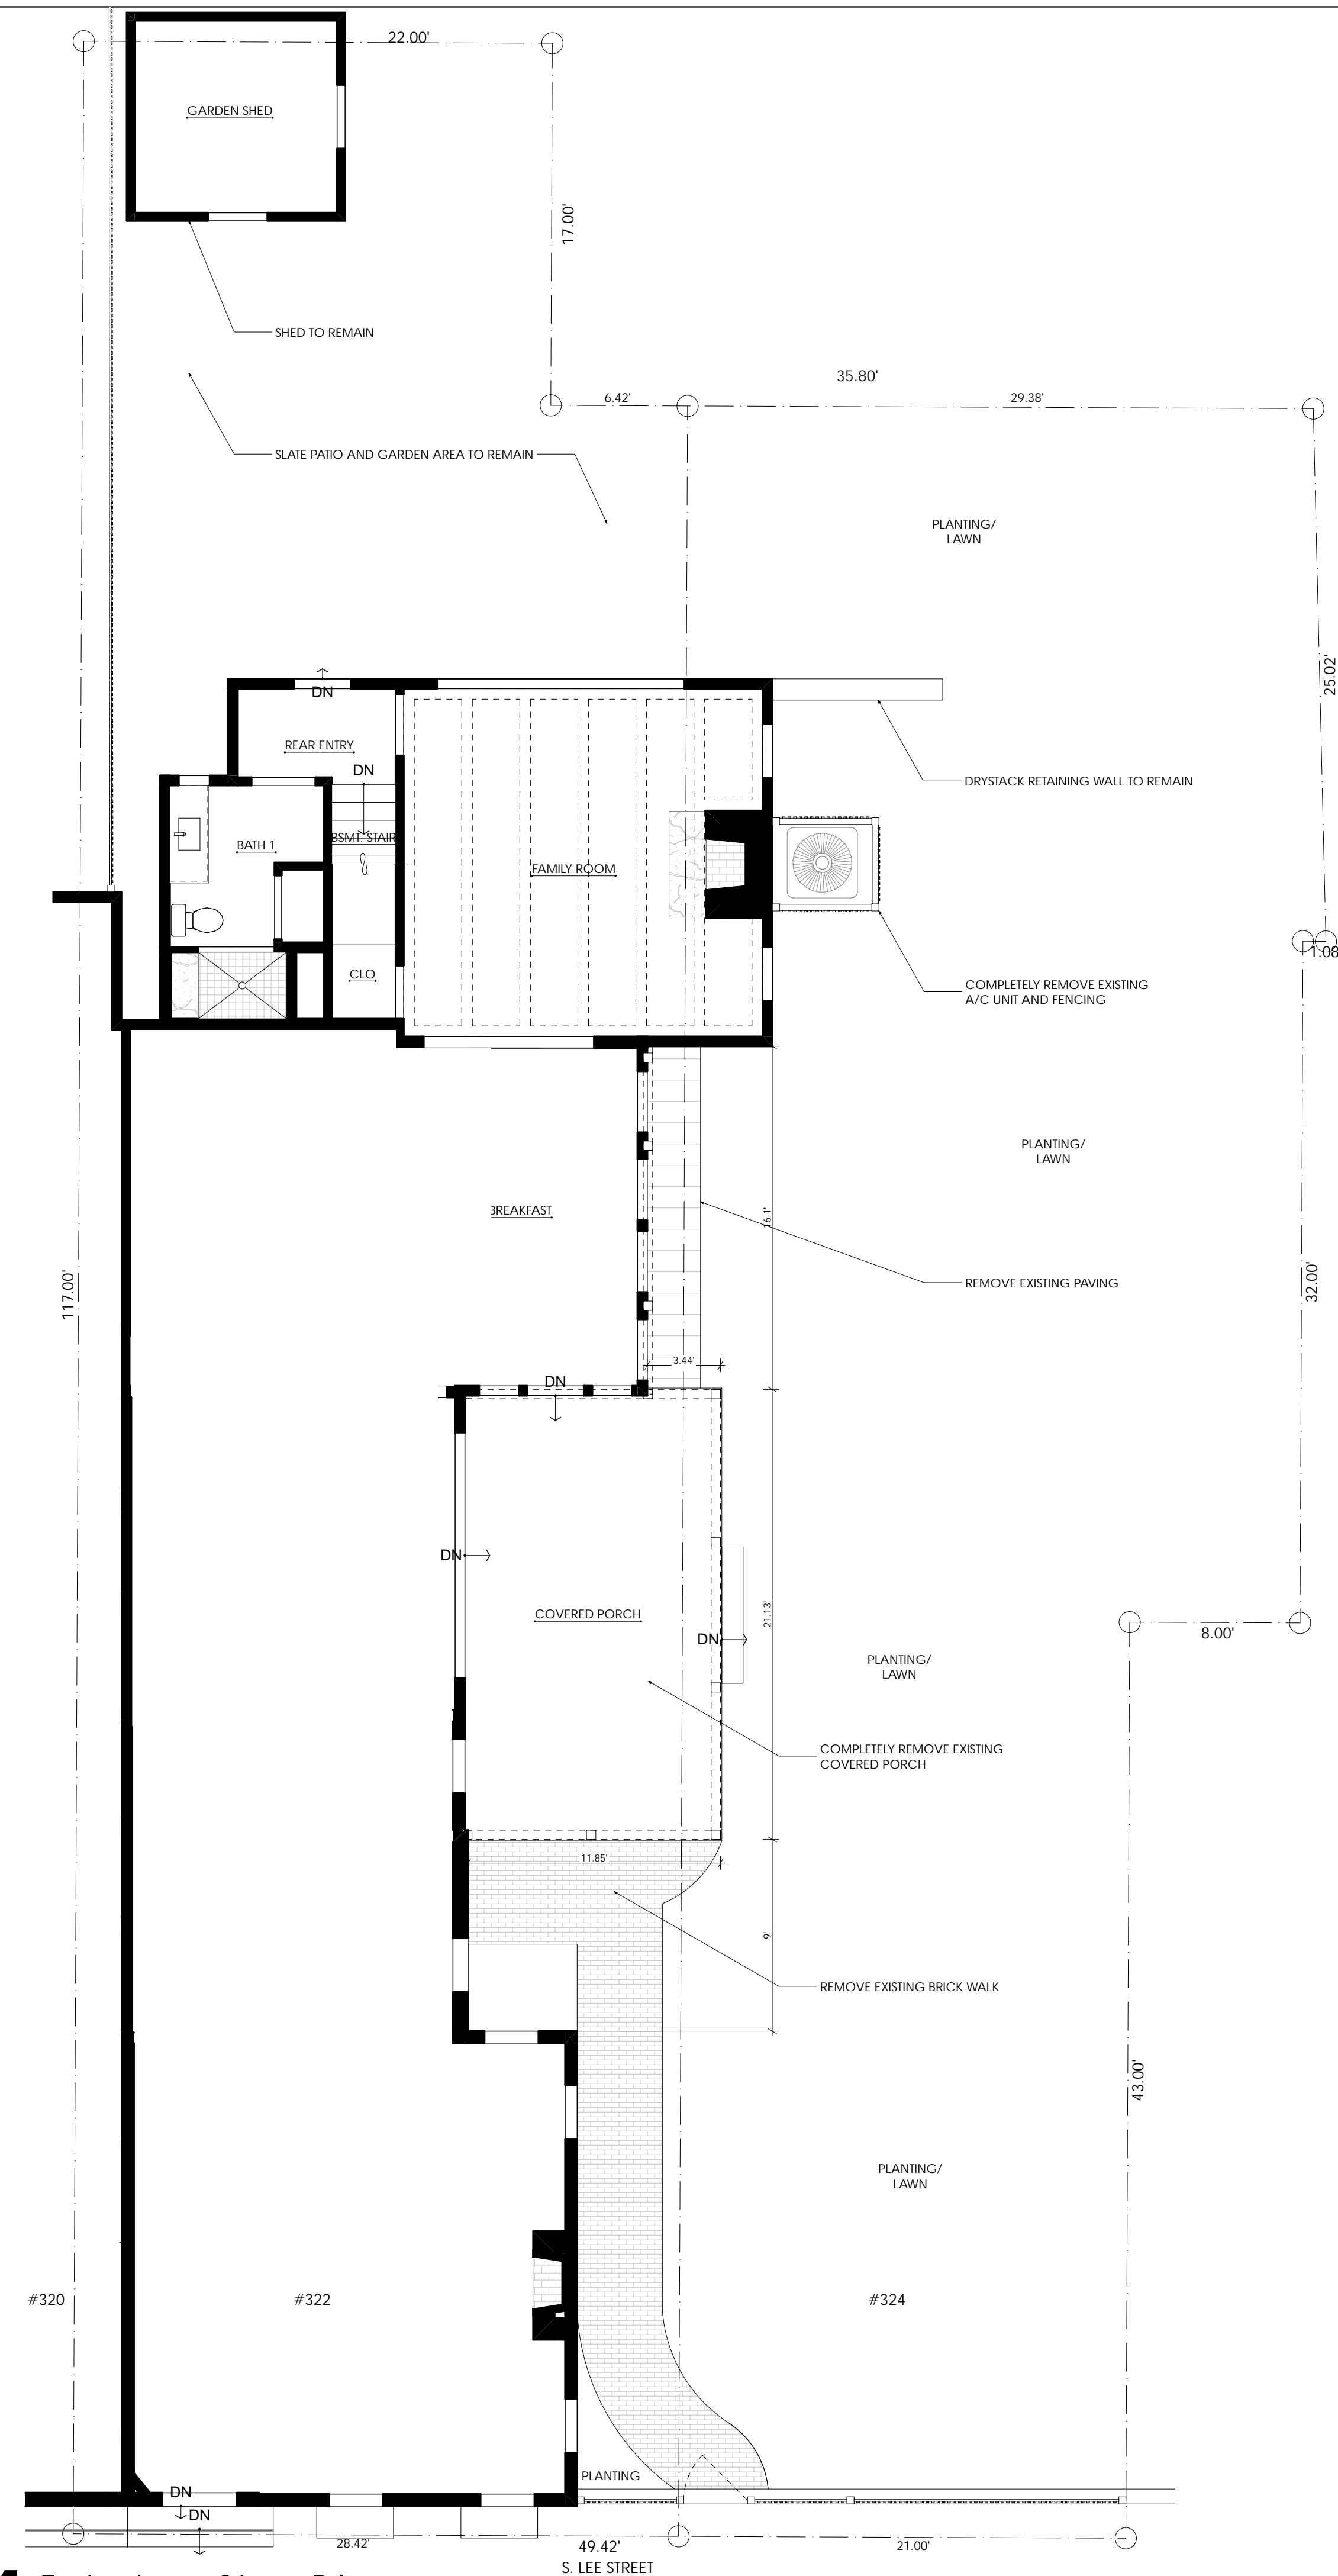 22.00'
GARDEN SHED
17.00'
SHED TO REMAIN
35.80'
6.42'
29.38'
SLATE PATIO AND GARDEN AREA TO REMAIN
PLANTING/
LAWN
25.02'
DN
REAR ENTRY
DN
DRYSTACK RETAINING WALL TO REMAIN
BSMT. STAIR
BATH 1
FAMILY ROOM
1.08
CLO
COMPLETELY REMOVE EXISTING
A/C UNIT AND FENCING
PLANTING/
LAWN
BREAKFAST
16.1'
117.00'
REMOVE EXISTING PAVING
32.00'
3.44'
DN
DN
COVERED PORCH
21.13'
DN
8.00'
PLANTING/
LAWN
COMPLETELY REMOVE EXISTING
COVERED PORCH
11.85'
9'
REMOVE EXISTING BRICK WALK
43.00'
PLANTING/
LAWN
#320
#322
#324
PLANTING
DN
DN
28.42'
49.42'
21.00'
S. LEE STREET